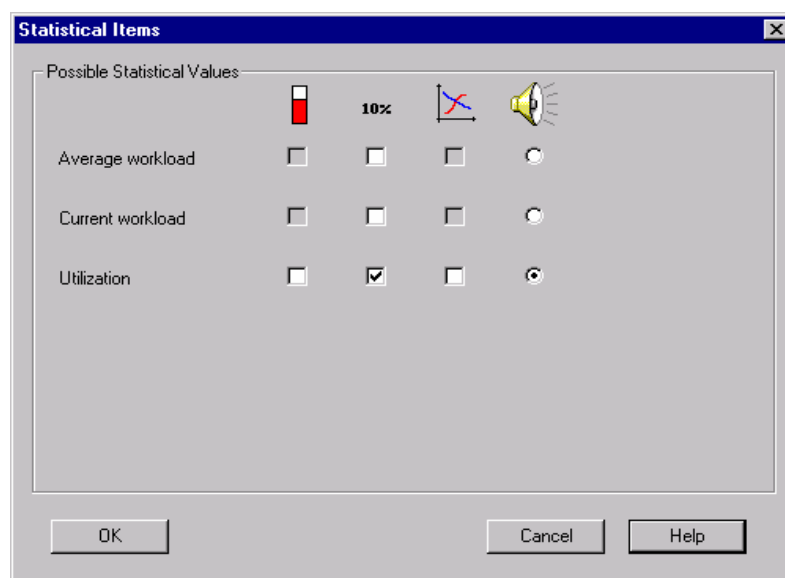 Statistical Items
Possible Statistical Values
10%
Average workload
Current workload
Utilization
OK Cancel Help